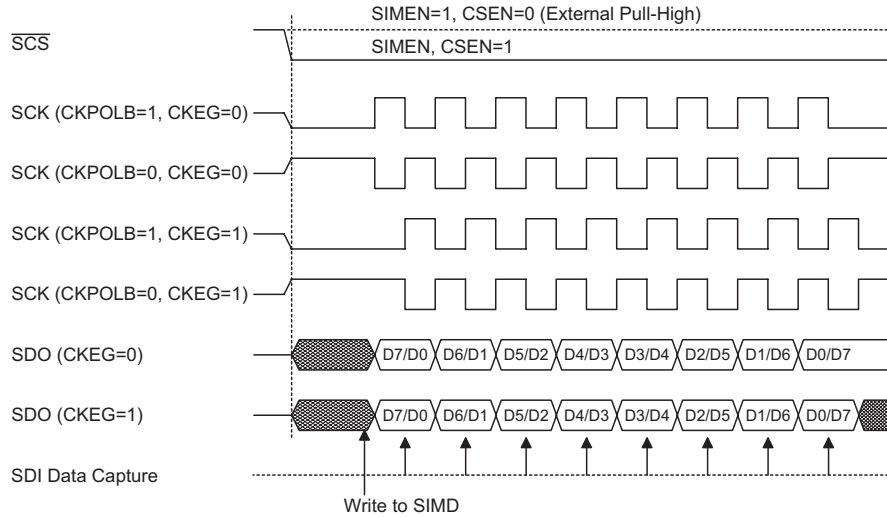 SIMEN=1, CSEN=0 (External Pull-High)
SCS
SIMEN, CSEN=1
SCK (CKPOLB=1, CKEG=0)
SCK (CKPOLB=0, CKEG=0)
SCK (CKPOLB=1, CKEG=1)
SCK (CKPOLB=0, CKEG=1)
SDO (CKEG=0) D7/D0 D6/D1 D5/D2 D4/D3 D3/D4 D2/D5 D1/D6 D0/D7
SDO (CKEG=1) D7/D0 D6/D1 D5/D2 D4/D3 D3/D4 D2/D5 D1/D6 D0/D7
SDI Data Capture
Write to SIMD